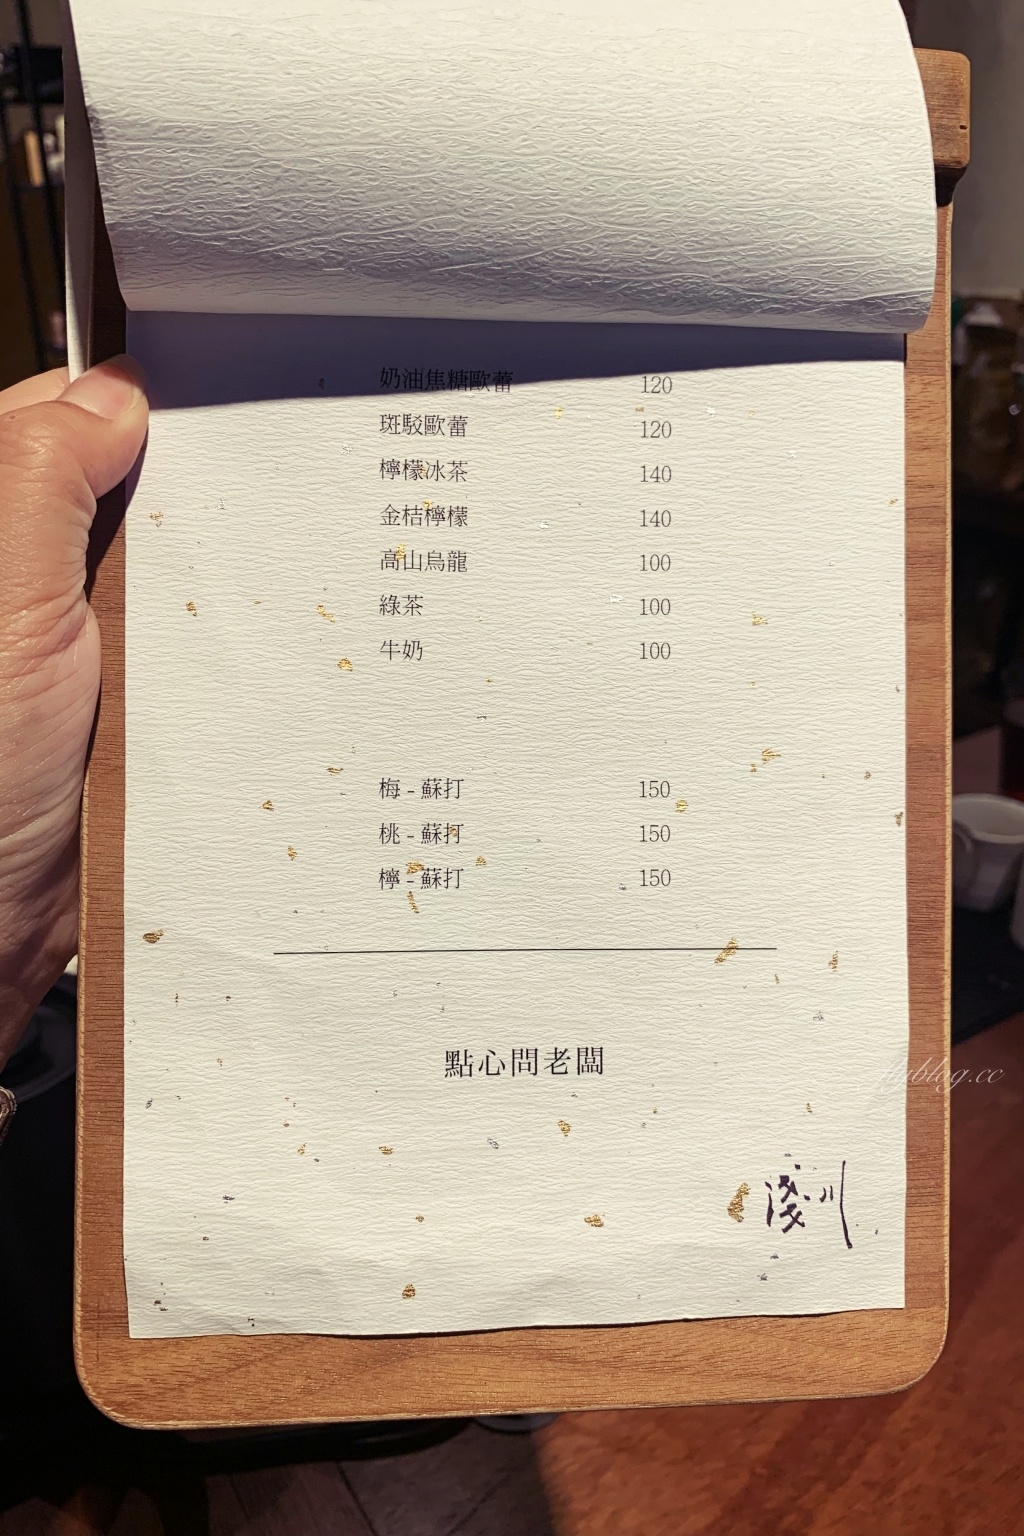 奶油焦糖歐蕾 120
斑駁歐蕾 120
檸檬冰茶 140
金桔檸檬 140
高山烏龍 100
綠茶 100
牛奶 100
梅 - 蘇打 150
桃 - 蘇打 150
檸 - 蘇打 150
點心問老闆
淺川